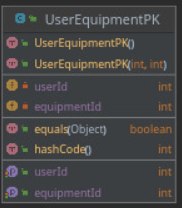 UserEquipmentPK
UserEquipmentPK()
UserEquipmentPK(int, int)
userId int
equipmentId int
equals(Object) boolean
hashCode() int
userId int
equipmentId int